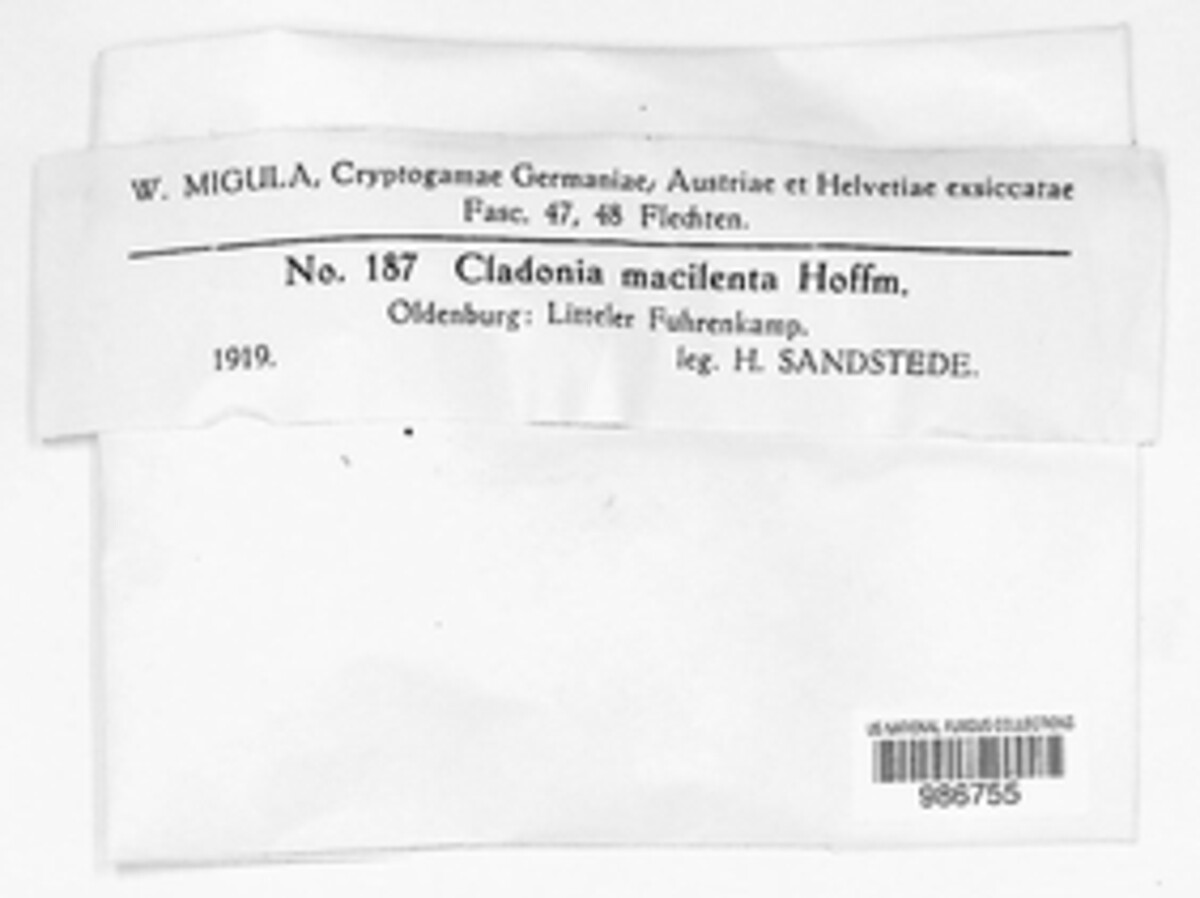 W. MIGULA, Cryptogamae Germaniae, Austriae et Helvetiae exsiccatae
Fasc. 47, 48 Flechten.
No. 187 Cladonia macilenta Hoffm.
Oldenburg: Litteler Fuhrenkamp.
1919. leg. H. SANDSTEDE.
US NATIONAL FUNGUS COLLECTIONS
986755